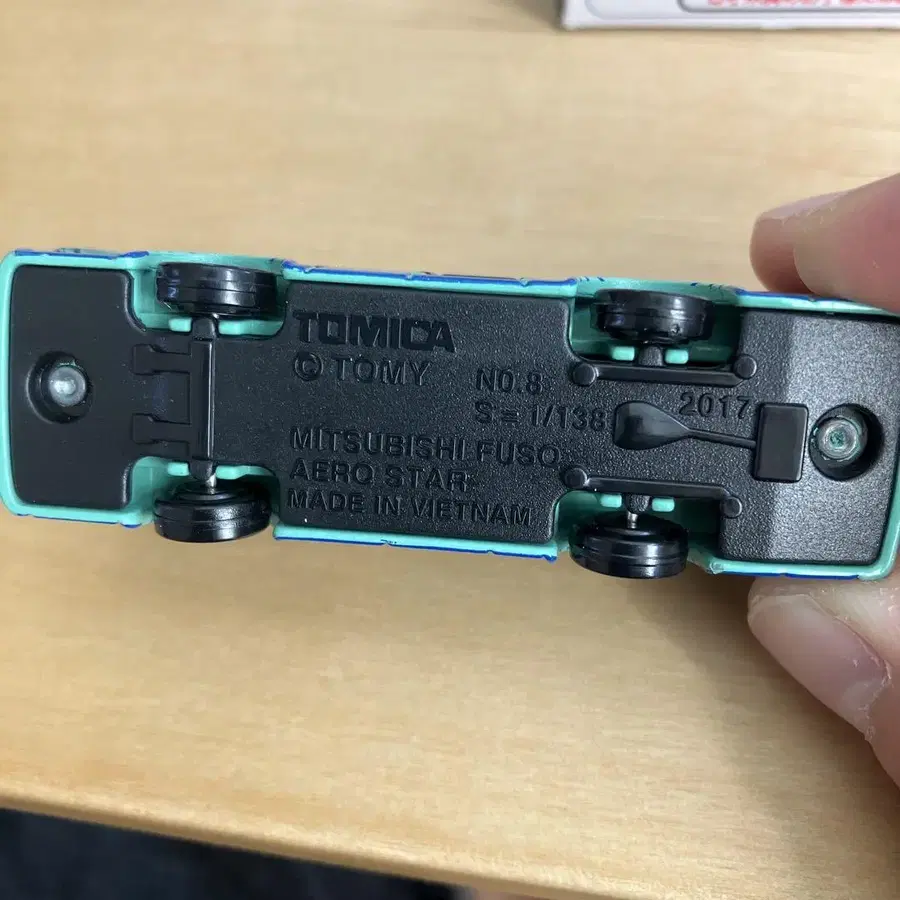 TOMICA
© TOMY
NO.8
S=1/138
2017
MITSUBISHI FUSO
AERO STAR
MADE IN VIETNAM